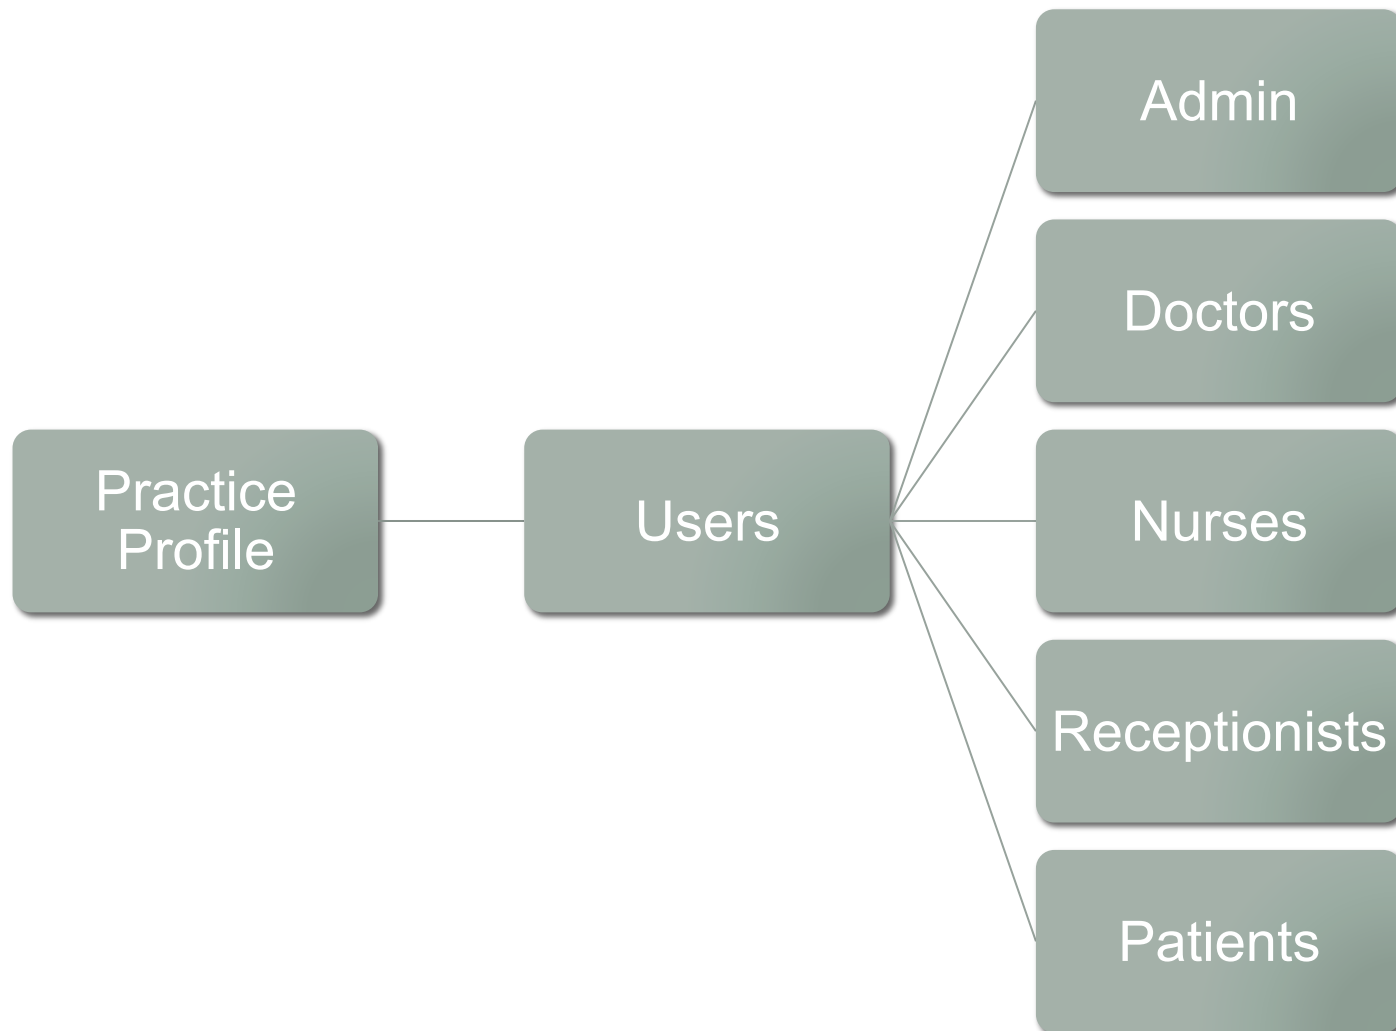 Practice
Profile
Users
Admin
Doctors
Nurses
Receptionists
Patients